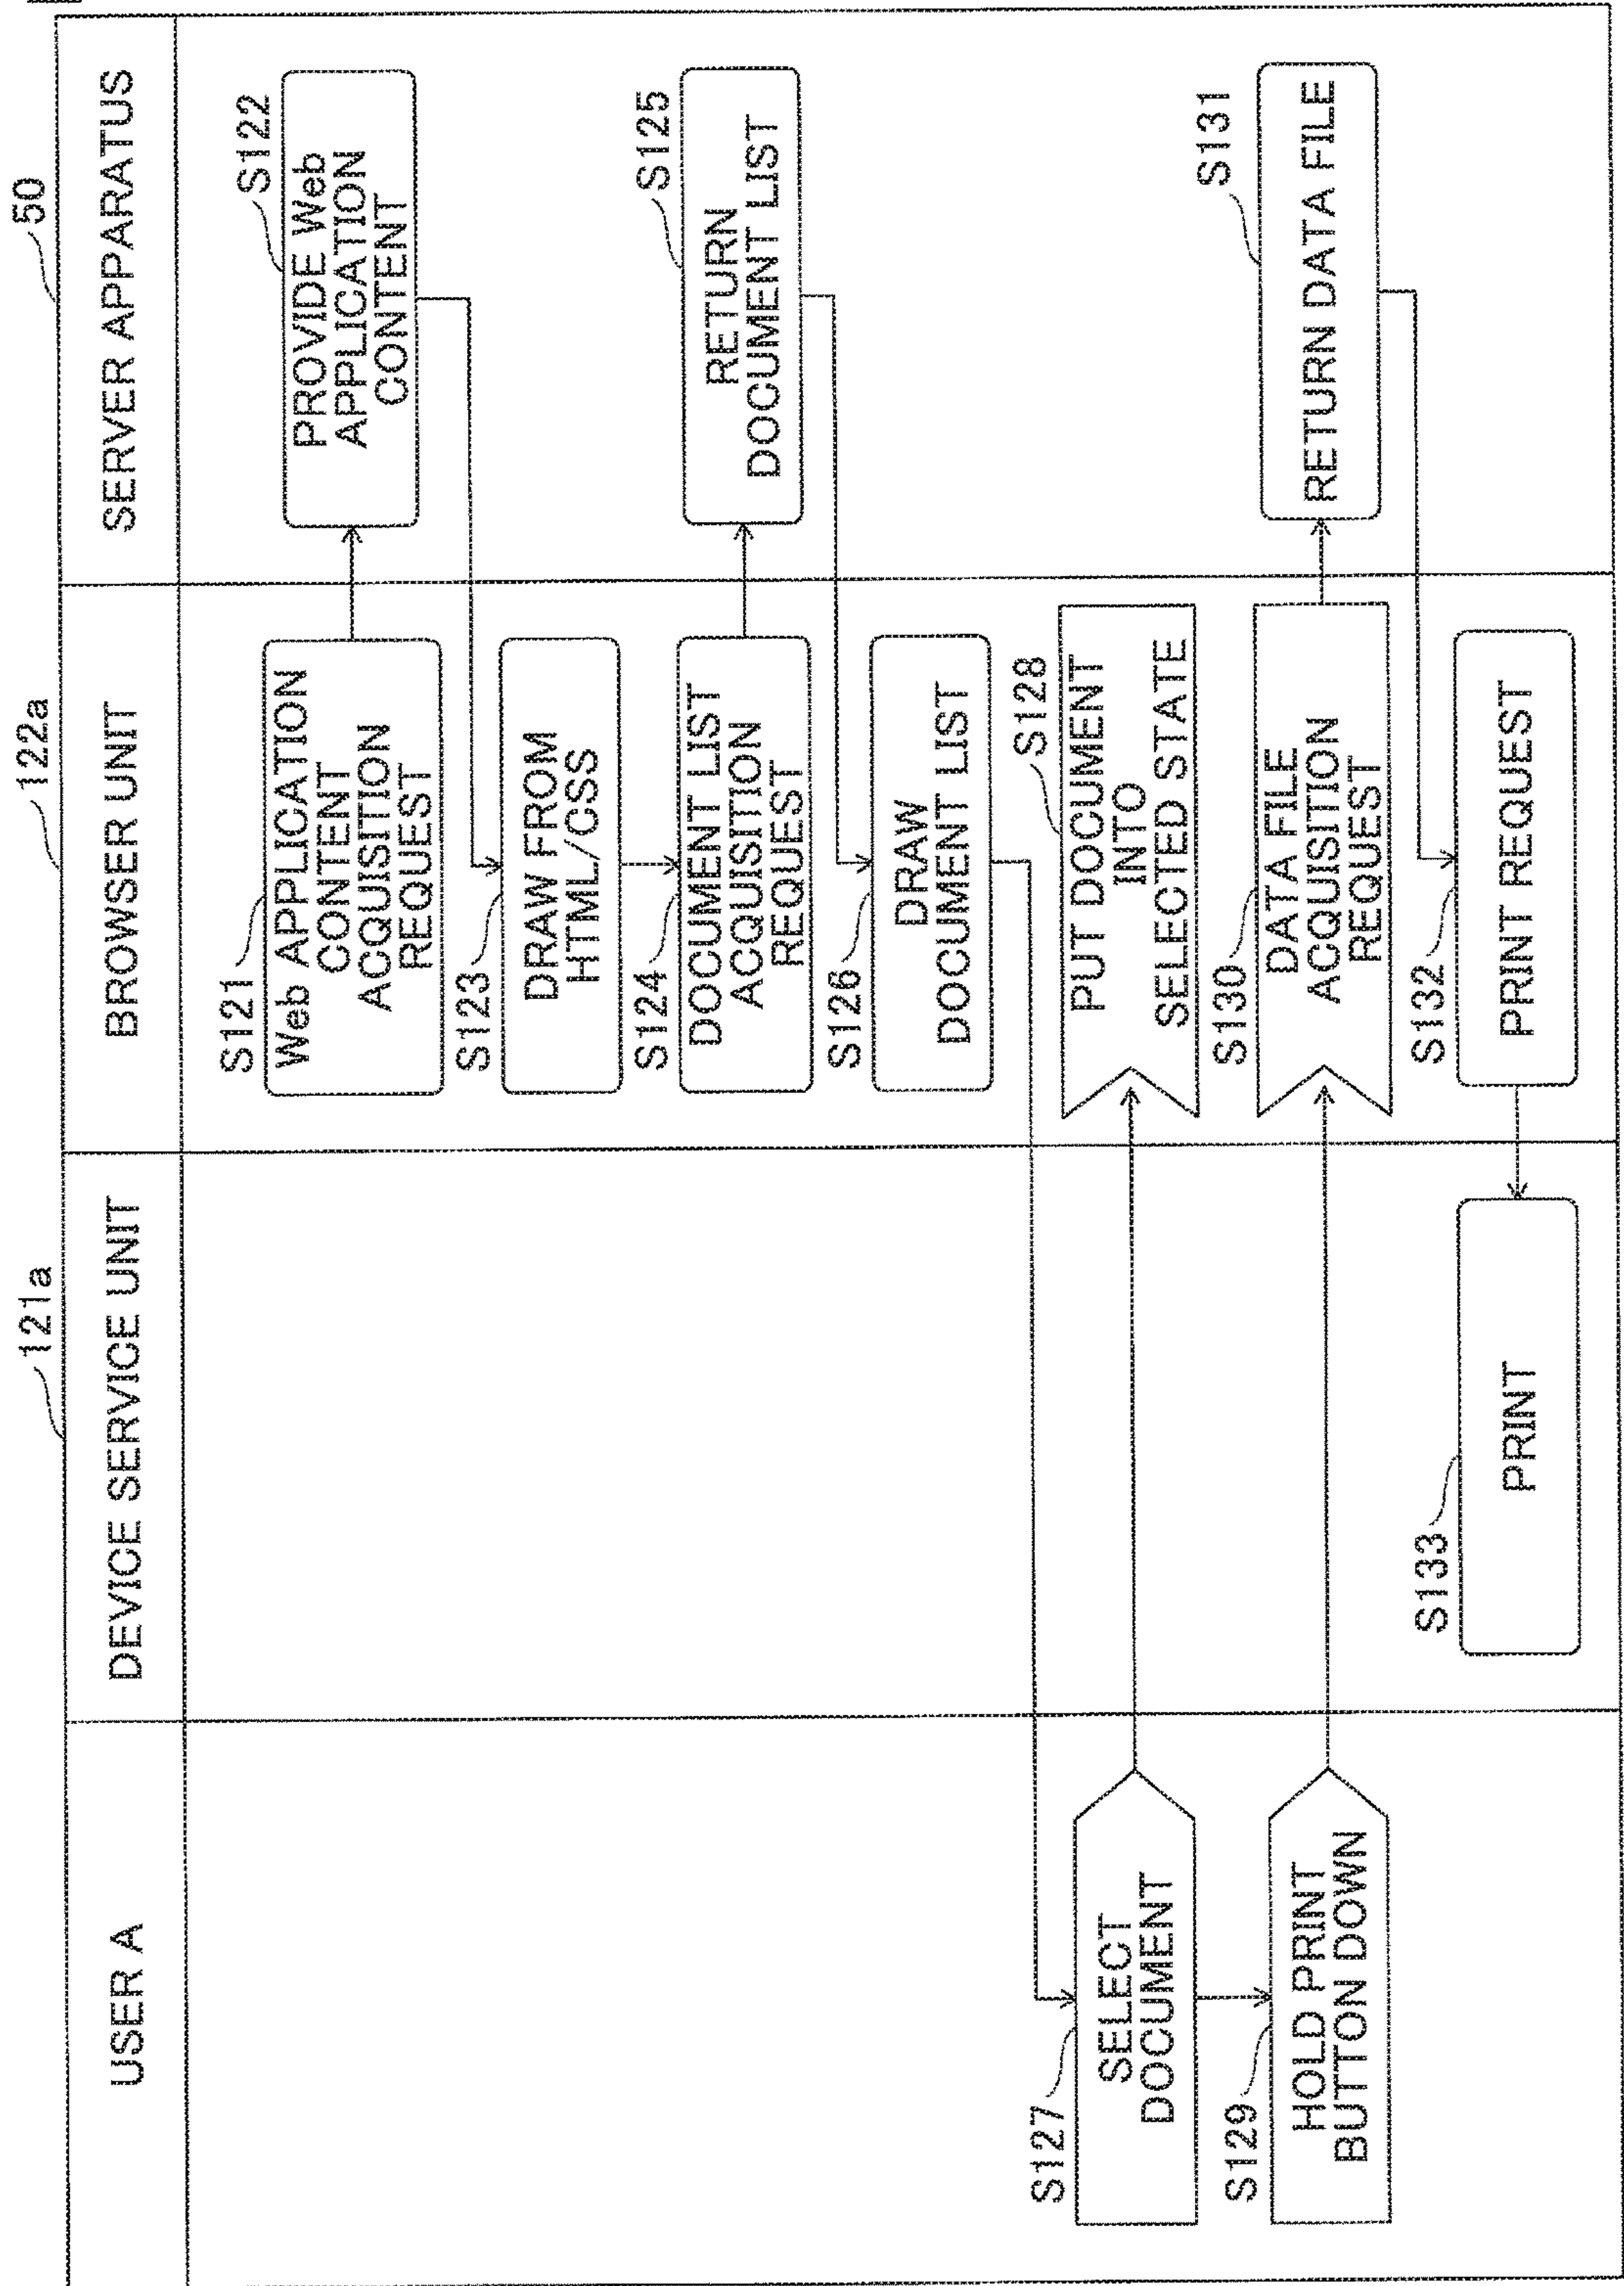 121a
122a
50
USER A
DEVICE SERVICE UNIT
BROWSER UNIT
SERVER APPARATUS
S121
Web APPLICATION
CONTENT
ACQUISITION
REQUEST
S122
PROVIDE Web
APPLICATION
CONTENT
S123
DRAW FROM
HTML/CSS
S124
DOCUMENT LIST
ACQUISITION
REQUEST
S125
RETURN
DOCUMENT LIST
S126
DRAW
DOCUMENT LIST
S127
SELECT
DOCUMENT
S128
PUT DOCUMENT
INTO
SELECTED STATE
S129
HOLD PRINT
BUTTON DOWN
S130
DATA FILE
ACQUISITION
REQUEST
S131
RETURN DATA FILE
S132
PRINT REQUEST
S133
PRINT